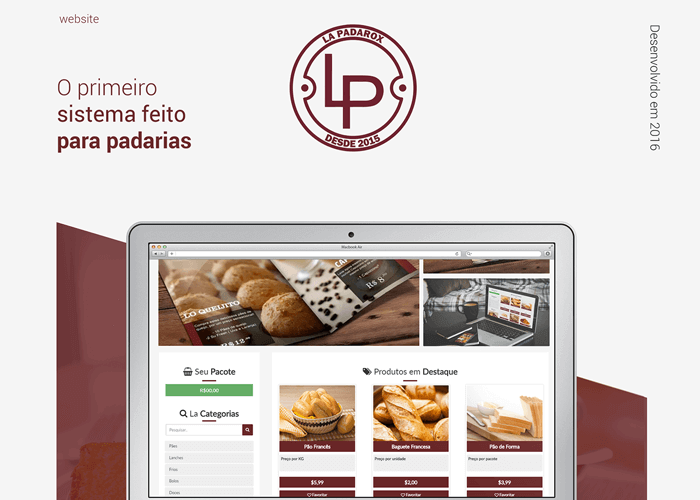 website
O primeiro
sistema feito
para padarias
LA PADAROX
LP
DESDE 2015
Desenvolvido em 2016
Macbook Air
LO QUEIJITO
R$ 12,
R$ 8,
Seu Pacote
R$00,00
La Categorias
Pesquisar..
Pães
Lanches
Frios
Bolos
Doces
Produtos em Destaque
Pão Francês
Preço por KG
$5,99
Favoritar
Baguete Francesa
Preço por unidade
$2,00
Favoritar
Pão de Forma
Preço por pacote
$3,99
Favoritar